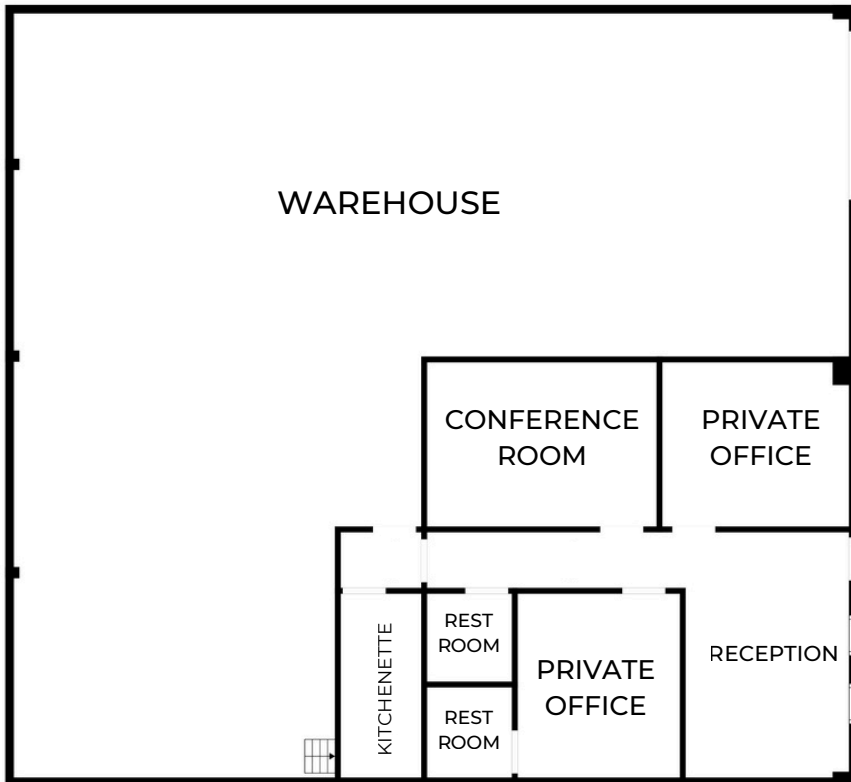 WAREHOUSE
CONFERENCE
ROOM
PRIVATE
OFFICE
REST
ROOM
KITCHENETTE
PRIVATE
OFFICE
RECEPTION
REST
ROOM